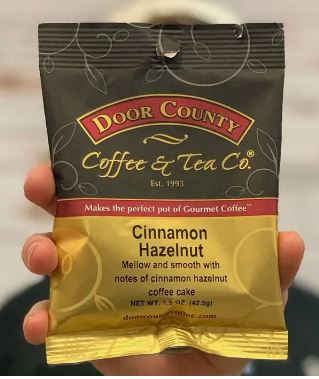 DOOR COUNTY
Coffee & Tea Co.®
Est. 1993
Makes the perfect pot of Gourmet Coffee™
Cinnamon
Hazelnut
Mellow and smooth with
notes of cinnamon hazelnut
coffee cake
NET WT. 1.5 OZ. (42.5g)
doorcountycoffee.com